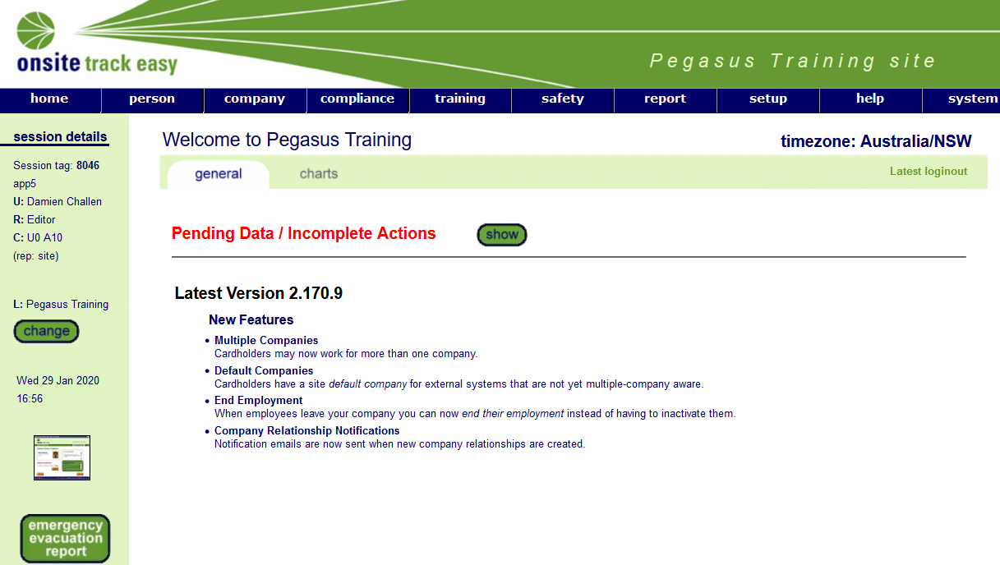 onsite track easy
Pegasus Training site
home person company compliance training safety report setup help system
session details
Session tag: 8046
app5
U: Damien Challen
R: Editor
C: U0 A10
(rep: site)
L: Pegasus Training
change
Wed 29 Jan 2020
16:56
emergency
evacuation
report
Welcome to Pegasus Training
timezone: Australia/NSW
general charts
Latest loginout
Pending Data / Incomplete Actions show
Latest Version 2.170.9
New Features
• Multiple Companies
Cardholders may now work for more than one company.
• Default Companies
Cardholders have a site default company for external systems that are not yet multiple-company aware.
• End Employment
When employees leave your company you can now end their employment instead of having to inactivate them.
• Company Relationship Notifications
Notification emails are now sent when new company relationships are created.